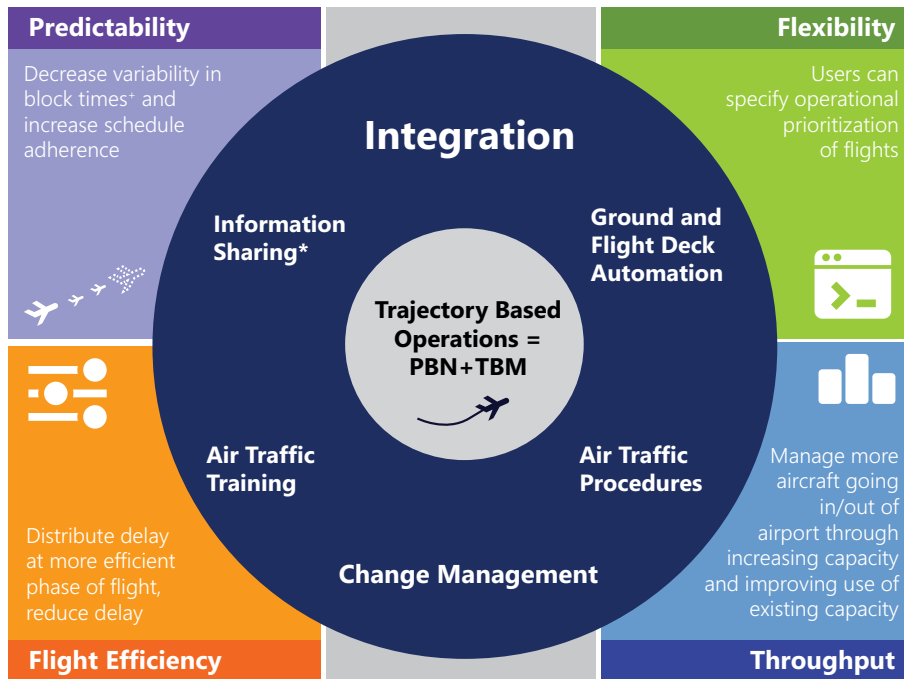 Predictability
Decrease variability in
block times⁺ and
increase schedule
adherence
Flexibility
Users can
specify operational
prioritization
of flights
Integration
Information
Sharing*
Ground and
Flight Deck
Automation
Trajectory Based
Operations =
PBN+TBM
Air Traffic
Training
Air Traffic
Procedures
Change Management
Distribute delay
at more efficient
phase of flight,
reduce delay
Flight Efficiency
Manage more
aircraft going
in/out of
airport through
increasing capacity
and improving use of
existing capacity
Throughput